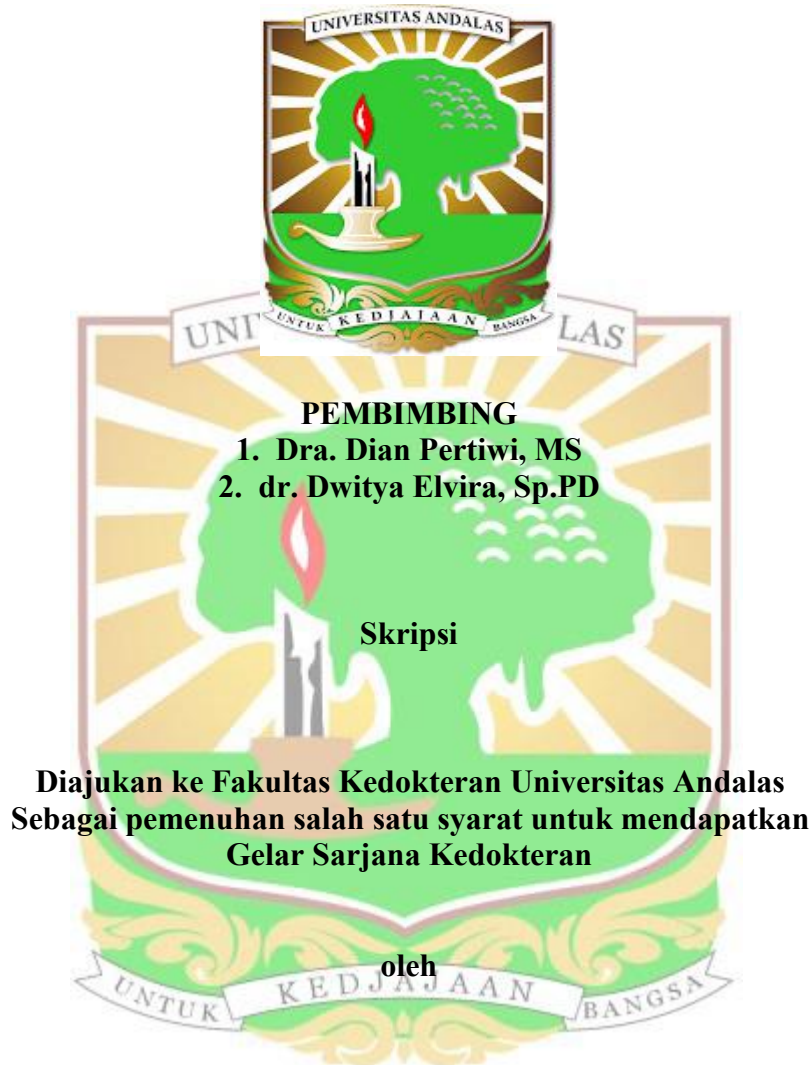 UNIVERSITAS ANDALAS
UNTUK KEDJAJAAN BANGSA
UNI LAS
PEMBIMBING
1. Dra. Dian Pertiwi, MS
2. dr. Dwitya Elvira, Sp.PD
Skripsi
Diajukan ke Fakultas Kedokteran Universitas Andalas
Sebagai pemenuhan salah satu syarat untuk mendapatkan
Gelar Sarjana Kedokteran
oleh
UNTUK KEDJAJAAN BANGSA